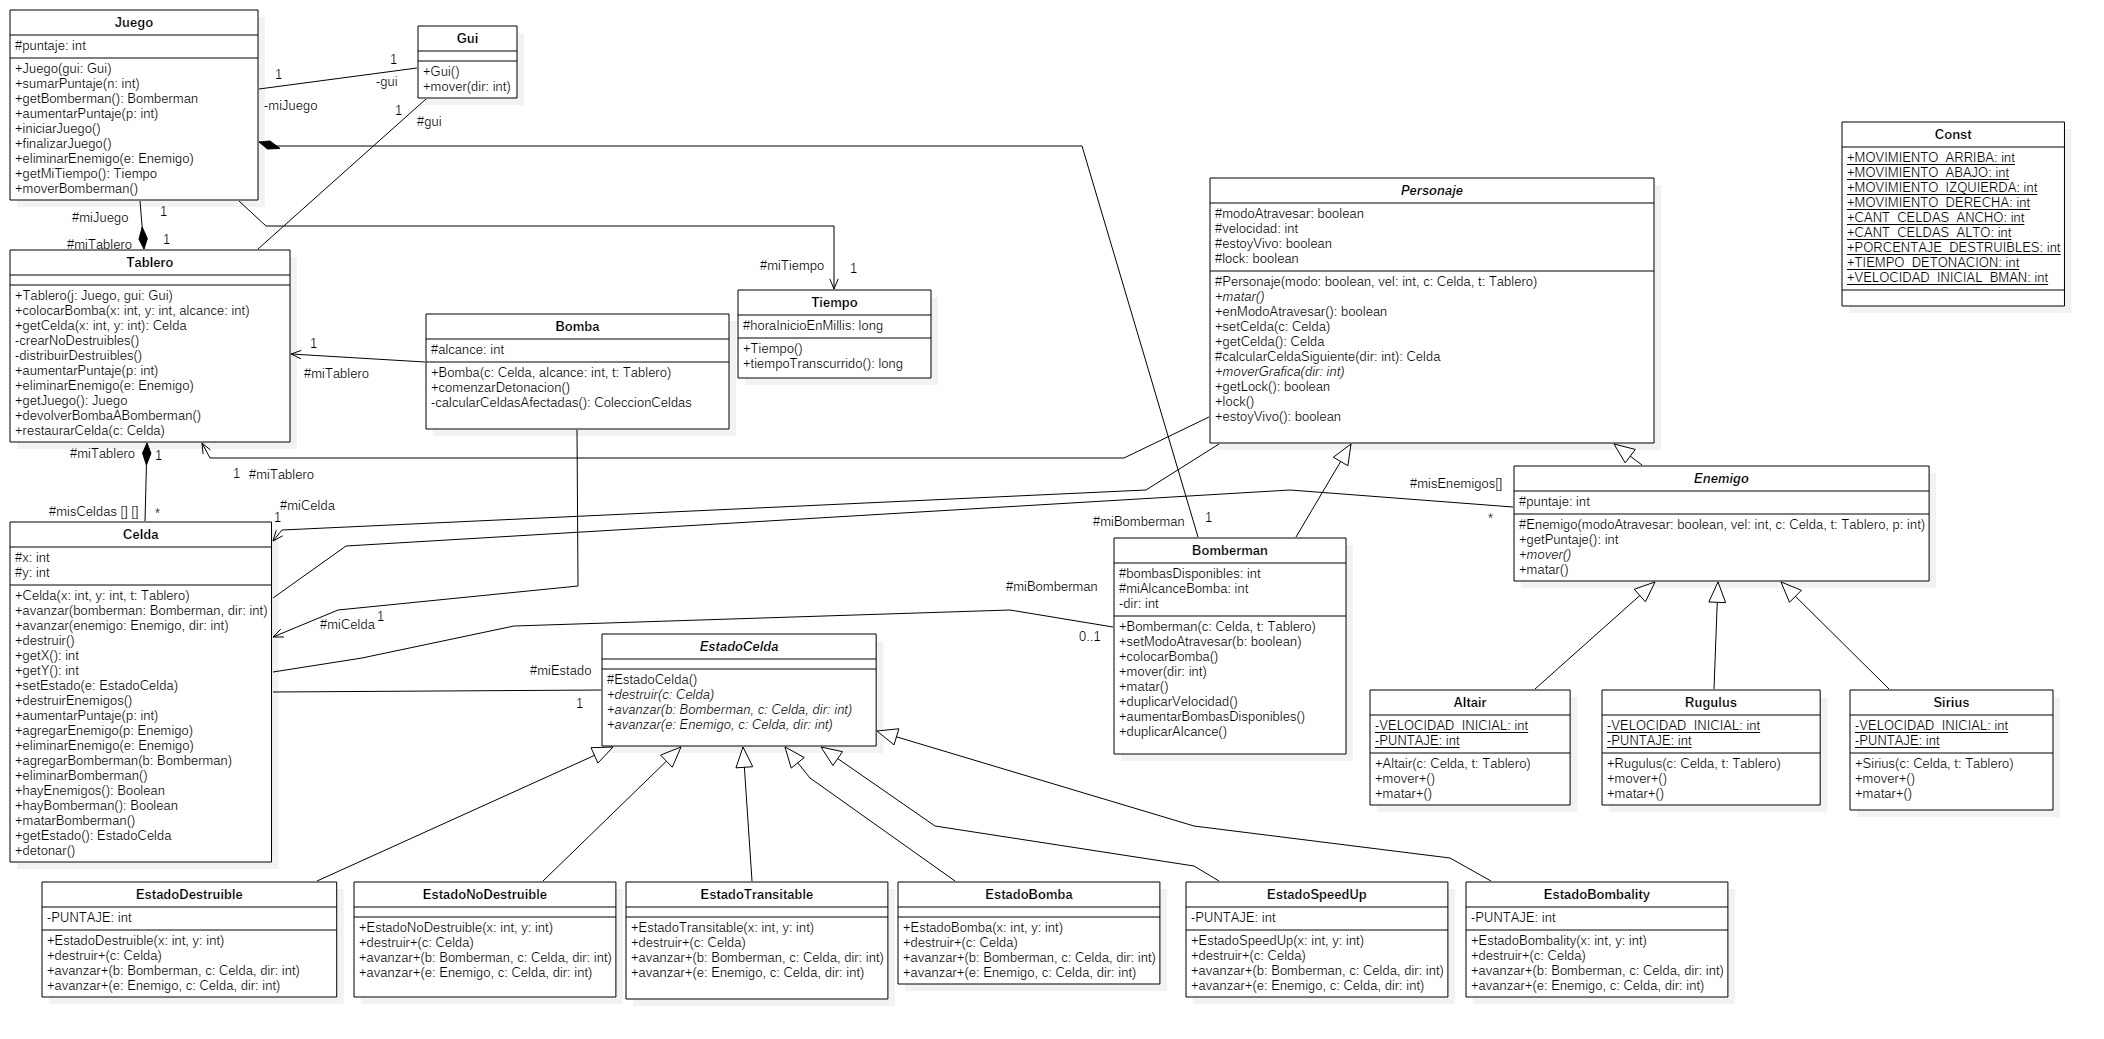 Juego
#puntaje: int
+Juego(gui: Gui)
+sumarPuntaje(n: int)
+getBomberman(): Bomberman
+aumentarPuntaje(p: int)
+iniciarJuego()
+finalizarJuego()
+eliminarEnemigo(e: Enemigo)
+getMiTiempo(): Tiempo
+moverBomberman()
1
-miJuego
1
-gui
Gui
+Gui()
+mover(dir: int)
1
#gui
#miJuego
1
#miTablero
1
Tablero
+Tablero(j: Juego, gui: Gui)
+colocarBomba(x: int, y: int, alcance: int)
+getCelda(x: int, y: int): Celda
-crearNoDestruibles()
-distribuirDestruibles()
+aumentarPuntaje(p: int)
+eliminarEnemigo(e: Enemigo)
+getJuego(): Juego
+devolverBombaABomberman()
+restaurarCelda(c: Celda)
1
#miTablero
Bomba
#alcance: int
+Bomba(c: Celda, alcance: int, t: Tablero)
+comenzarDetonacion()
-calcularCeldasAfectadas(): ColeccionCeldas
#miTiempo
1
Tiempo
#horaInicioEnMillis: long
+Tiempo()
+tiempoTranscurrido(): long
Personaje
#modoAtravesar: boolean
#velocidad: int
#estoyVivo: boolean
#lock: boolean
#Personaje(modo: boolean, vel: int, c: Celda, t: Tablero)
+matar()
+enModoAtravesar(): boolean
+setCelda(c: Celda)
+getCelda(): Celda
#calcularCeldaSiguiente(dir: int): Celda
+moverGrafica(dir: int)
+getLock(): boolean
+lock()
+estoyVivo(): boolean
Const
+MOVIMIENTO_ARRIBA: int
+MOVIMIENTO_ABAJO: int
+MOVIMIENTO_IZQUIERDA: int
+MOVIMIENTO_DERECHA: int
+CANT_CELDAS_ANCHO: int
+CANT_CELDAS_ALTO: int
+PORCENTAJE_DESTRUIBLES: int
+TIEMPO_DETONACION: int
+VELOCIDAD_INICIAL_BMAN: int
#miTablero
1
1
#miTablero
#misCeldas [] []
*
#miCelda
1
Celda
#x: int
#y: int
+Celda(x: int, y: int, t: Tablero)
+avanzar(bomberman: Bomberman, dir: int)
+avanzar(enemigo: Enemigo, dir: int)
+destruir()
+getX(): int
+getY(): int
+setEstado(e: EstadoCelda)
+destruirEnemigos()
+aumentarPuntaje(p: int)
+agregarEnemigo(p: Enemigo)
+eliminarEnemigo(e: Enemigo)
+agregarBomberman(b: Bomberman)
+eliminarBomberman()
+hayEnemigos(): Boolean
+hayBomberman(): Boolean
+matarBomberman()
+getEstado(): EstadoCelda
+detonar()
#miCelda
1
#miEstado
1
EstadoCelda
#EstadoCelda()
+destruir(c: Celda)
+avanzar(b: Bomberman, c: Celda, dir: int)
+avanzar(e: Enemigo, c: Celda, dir: int)
#miBomberman
1
#miBomberman
0..1
Bomberman
#bombasDisponibles: int
#miAlcanceBomba: int
-dir: int
+Bomberman(c: Celda, t: Tablero)
+setModoAtravesar(b: boolean)
+colocarBomba()
+mover(dir: int)
+matar()
+duplicarVelocidad()
+aumentarBombasDisponibles()
+duplicarAlcance()
#misEnemigos[]
*
Enemigo
#puntaje: int
#Enemigo(modoAtravesar: boolean, vel: int, c: Celda, t: Tablero, p: int)
+getPuntaje(): int
+mover()
+matar()
Altair
-VELOCIDAD_INICIAL: int
-PUNTAJE: int
+Altair(c: Celda, t: Tablero)
+mover+()
+matar+()
Rugulus
-VELOCIDAD_INICIAL: int
-PUNTAJE: int
+Rugulus(c: Celda, t: Tablero)
+mover+()
+matar+()
Sirius
-VELOCIDAD_INICIAL: int
-PUNTAJE: int
+Sirius(c: Celda, t: Tablero)
+mover+()
+matar+()
EstadoDestruible
-PUNTAJE: int
+EstadoDestruible(x: int, y: int)
+destruir+(c: Celda)
+avanzar+(b: Bomberman, c: Celda, dir: int)
+avanzar+(e: Enemigo, c: Celda, dir: int)
EstadoNoDestruible
+EstadoNoDestruible(x: int, y: int)
+destruir+(c: Celda)
+avanzar+(b: Bomberman, c: Celda, dir: int)
+avanzar+(e: Enemigo, c: Celda, dir: int)
EstadoTransitable
+EstadoTransitable(x: int, y: int)
+destruir+(c: Celda)
+avanzar+(b: Bomberman, c: Celda, dir: int)
+avanzar+(e: Enemigo, c: Celda, dir: int)
EstadoBomba
+EstadoBomba(x: int, y: int)
+destruir+(c: Celda)
+avanzar+(b: Bomberman, c: Celda, dir: int)
+avanzar+(e: Enemigo, c: Celda, dir: int)
EstadoSpeedUp
-PUNTAJE: int
+EstadoSpeedUp(x: int, y: int)
+destruir+(c: Celda)
+avanzar+(b: Bomberman, c: Celda, dir: int)
+avanzar+(e: Enemigo, c: Celda, dir: int)
EstadoBombality
-PUNTAJE: int
+EstadoBombality(x: int, y: int)
+destruir+(c: Celda)
+avanzar+(b: Bomberman, c: Celda, dir: int)
+avanzar+(e: Enemigo, c: Celda, dir: int)